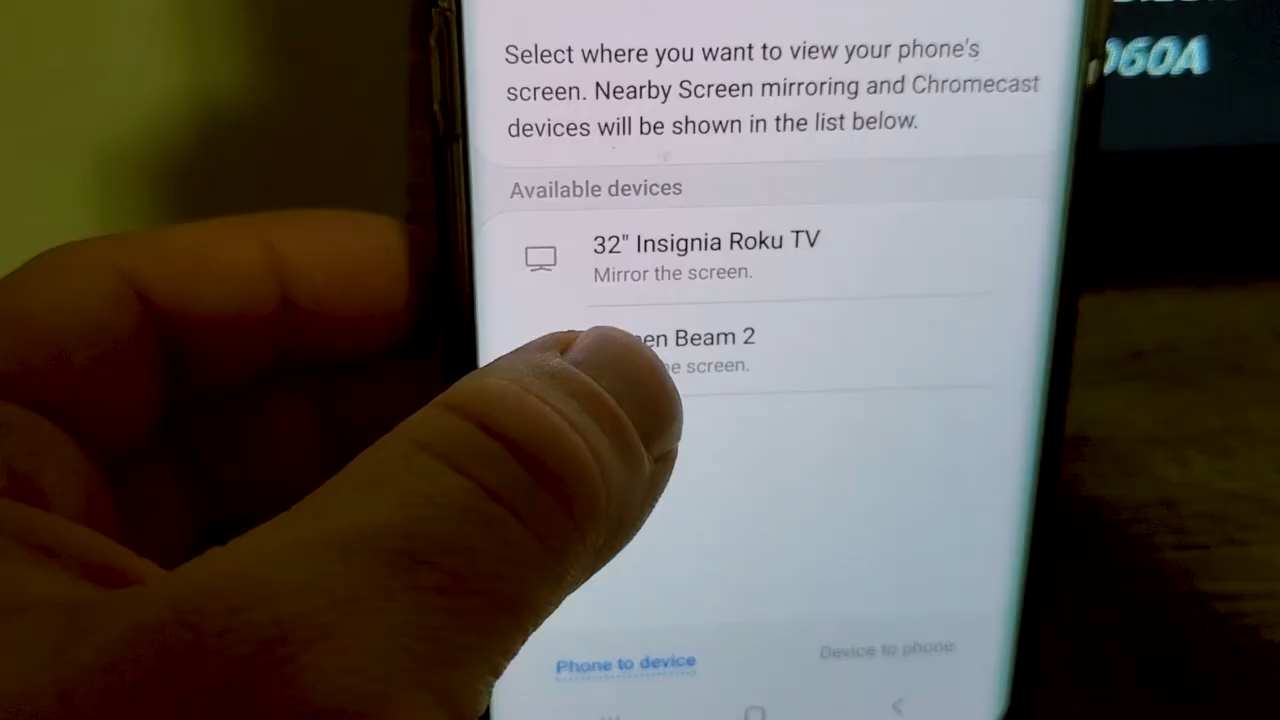 060A
Select where you want to view your phone's
screen. Nearby Screen mirroring and Chromecast
devices will be shown in the list below.
Available devices
32" Insignia Roku TV
Mirror the screen.
en Beam 2
e screen.
Phone to device
Device to phone